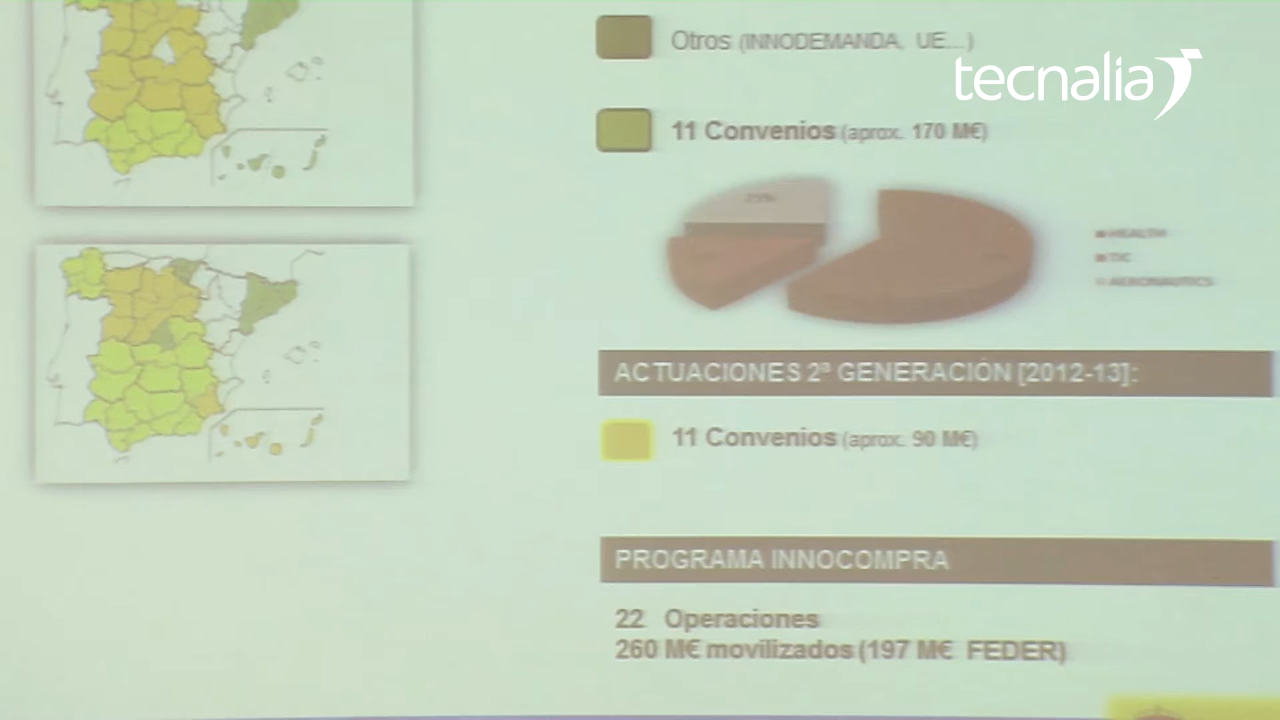 Otros (INNODEMANDA, UE...)
tecnalia
11 Convenios (aprox. 170 M€)
25%
HEALTH
TIC
AERONAUTICS
ACTUACIONES 2ª GENERACIÓN [2012-13]:
11 Convenios (aprox. 90 M€)
PROGRAMA INNOCOMPRA
22 Operaciones
260 M€ movilizados (197 M€ FEDER)